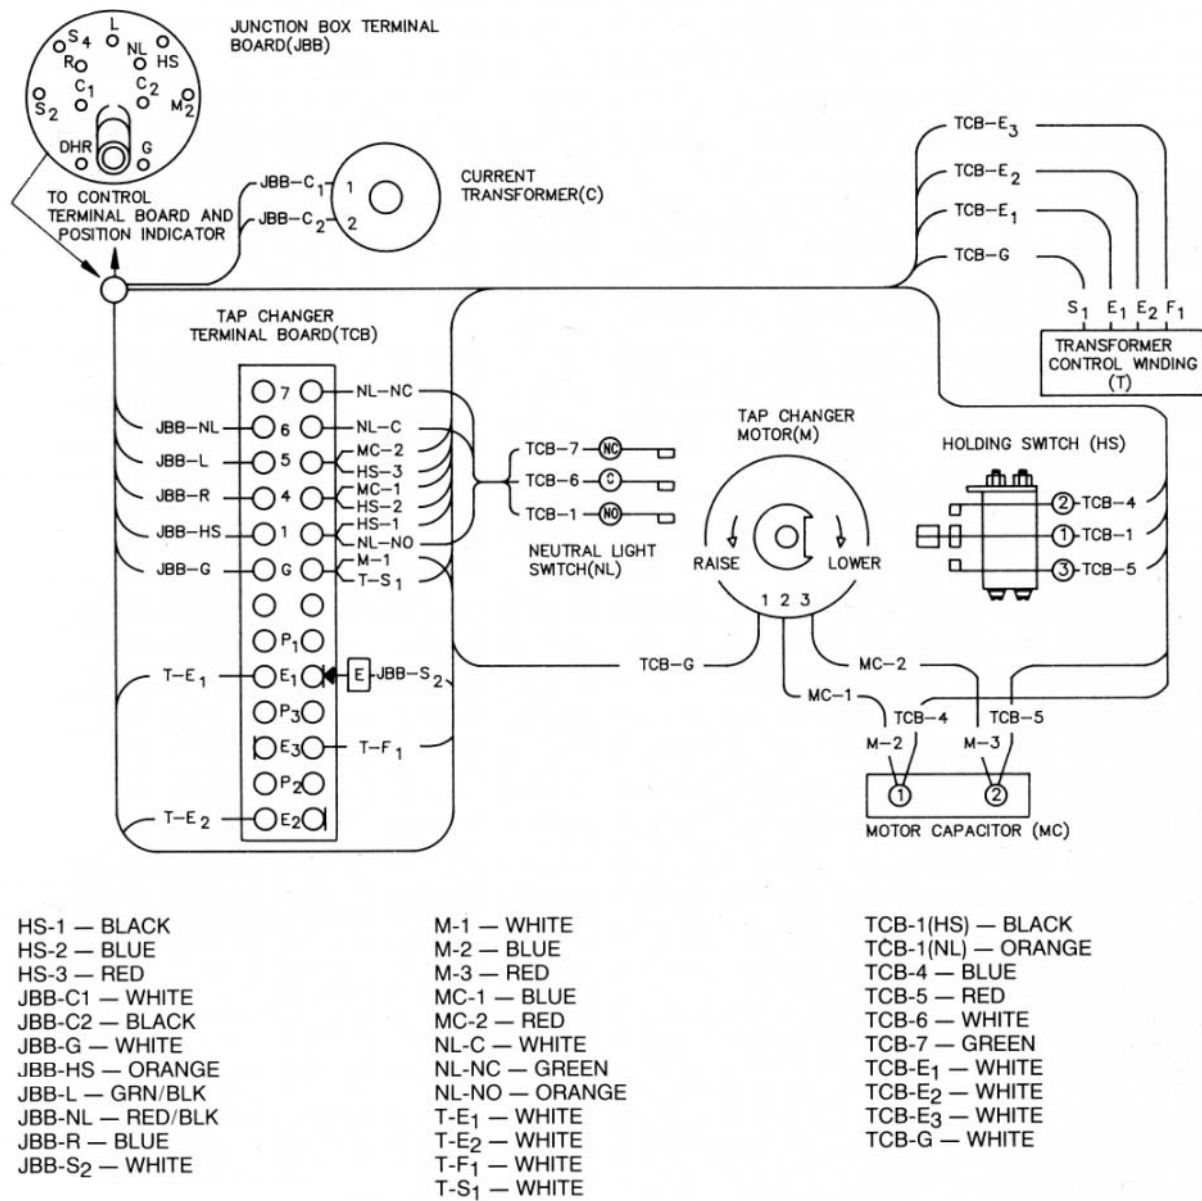 L
S4
NL
HS
R
C1
C2
S2
M2
DHR
G
JUNCTION BOX TERMINAL
BOARD(JBB)
TO CONTROL
TERMINAL BOARD AND
POSITION INDICATOR
JBB-C1 1
JBB-C2 2
CURRENT
TRANSFORMER(C)
TCB-E3
TCB-E2
TCB-E1
TCB-G
S1 E1 E2 F1
TRANSFORMER
CONTROL WINDING
(T)
TAP CHANGER
TERMINAL BOARD(TCB)
7 NL-NC
JBB-NL 6 NL-C
JBB-L 5 MC-2
HS-3
JBB-R 4 MC-1
HS-2
JBB-HS 1 HS-1
NL-NO
JBB-G G M-1
T-S1
P1
T-E1 E1 E JBB-S2
P3
E3 T-F1
P2
T-E2 E2
TCB-7 NC
TCB-6 C
TCB-1 NO
NEUTRAL LIGHT
SWITCH(NL)
TAP CHANGER
MOTOR(M)
RAISE LOWER
1 2 3
TCB-G
MC-2
MC-1
HOLDING SWITCH (HS)
2 TCB-4
1 TCB-1
3 TCB-5
TCB-4 TCB-5
M-2 M-3
1 2
MOTOR CAPACITOR (MC)
HS-1 — BLACK
HS-2 — BLUE
HS-3 — RED
JBB-C1 — WHITE
JBB-C2 — BLACK
JBB-G — WHITE
JBB-HS — ORANGE
JBB-L — GRN/BLK
JBB-NL — RED/BLK
JBB-R — BLUE
JBB-S2 — WHITE
M-1 — WHITE
M-2 — BLUE
M-3 — RED
MC-1 — BLUE
MC-2 — RED
NL-C — WHITE
NL-NC — GREEN
NL-NO — ORANGE
T-E1 — WHITE
T-E2 — WHITE
T-F1 — WHITE
T-S1 — WHITE
TCB-1(HS) — BLACK
TCB-1(NL) — ORANGE
TCB-4 — BLUE
TCB-5 — RED
TCB-6 — WHITE
TCB-7 — GREEN
TCB-E1 — WHITE
TCB-E2 — WHITE
TCB-E3 — WHITE
TCB-G — WHITE